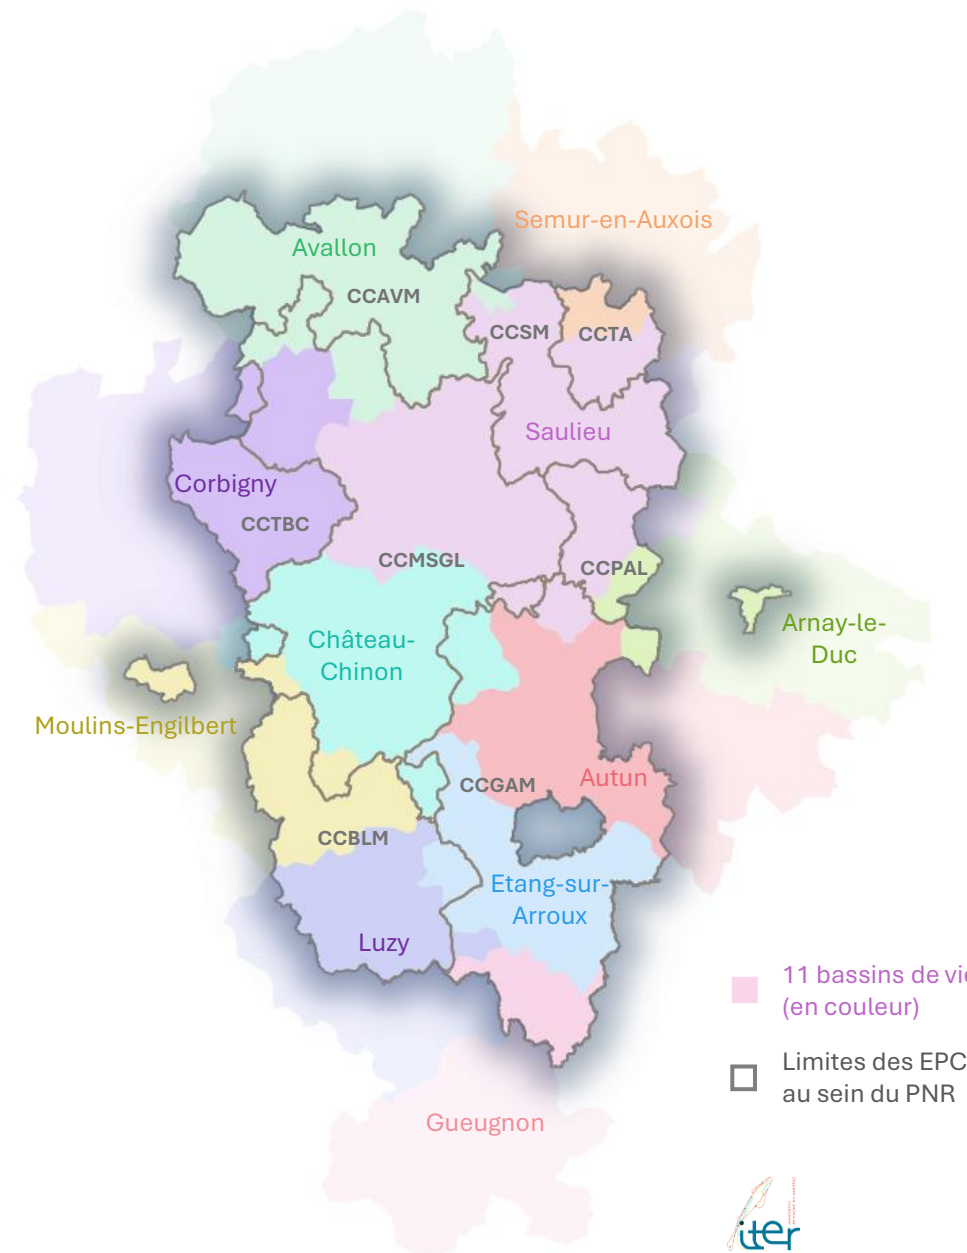 Semur-en-Auxois
Avallon
CCAVM
CCSM
CCTA
Saulieu
Corbigny
CCTBC
CCMSGL
CCPAL
Château-
Chinon
Arnay-le-
Duc
Moulins-Engilbert
CCGAM
Autun
CCBLM
Etang-sur-
Arroux
Luzy
11 bassins de vie
(en couleur)
Limites des EPC
au sein du PNR
Gueugnon
iter